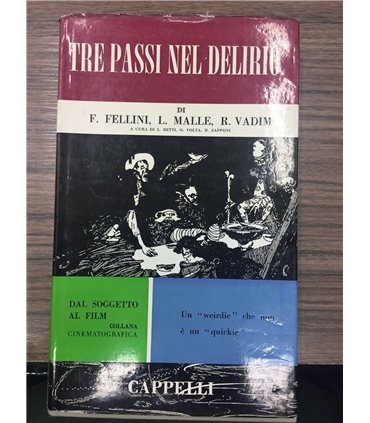 TRE PASSI NEL DELIRIO
DI
F. FELLINI, L. MALLE, R. VADIM
A CURA DI L. BETTI, O. VOLTA, B. ZAPPONI
DAL SOGGETTO
AL FILM
COLLANA
CINEMATOGRAFICA
Un "weirdie" che non
è un "quickie"
CAPPELLI